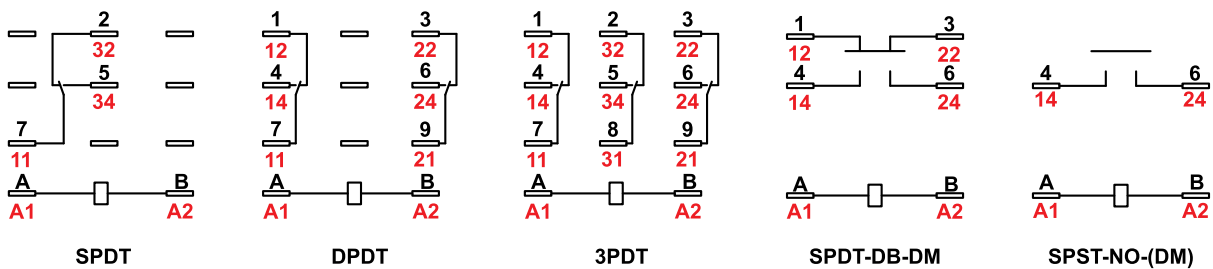 2
32
5
34
7
11
A B
A1 A2
SPDT
1 3
12 22
4 6
14 24
7 9
11 21
A B
A1 A2
DPDT
1 2 3
12 32 22
4 5 6
14 34 24
7 8 9
11 31 21
A B
A1 A2
3PDT
1 3
12 22
4 6
14 24
A B
A1 A2
SPDT-DB-DM
4 6
14 24
A B
A1 A2
SPST-NO-(DM)